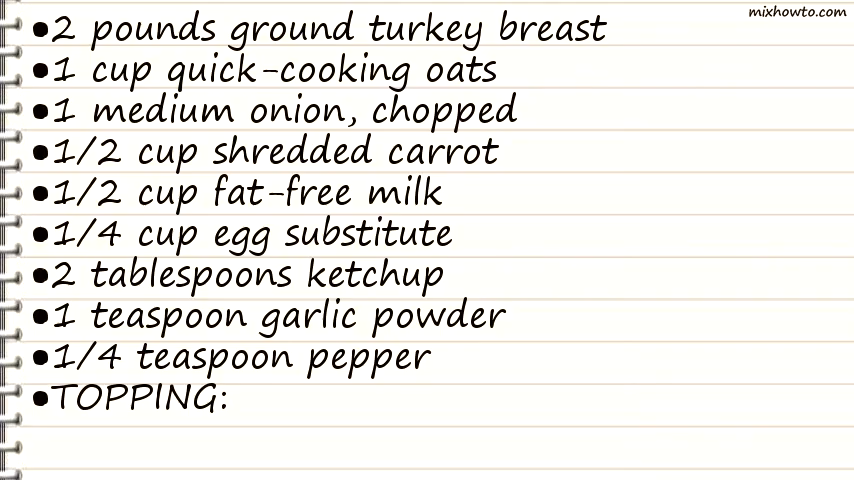 mixhowto.com
•2 pounds ground turkey breast
•1 cup quick-cooking oats
•1 medium onion, chopped
•1/2 cup shredded carrot
•1/2 cup fat-free milk
•1/4 cup egg substitute
•2 tablespoons ketchup
•1 teaspoon garlic powder
•1/4 teaspoon pepper
•TOPPING: